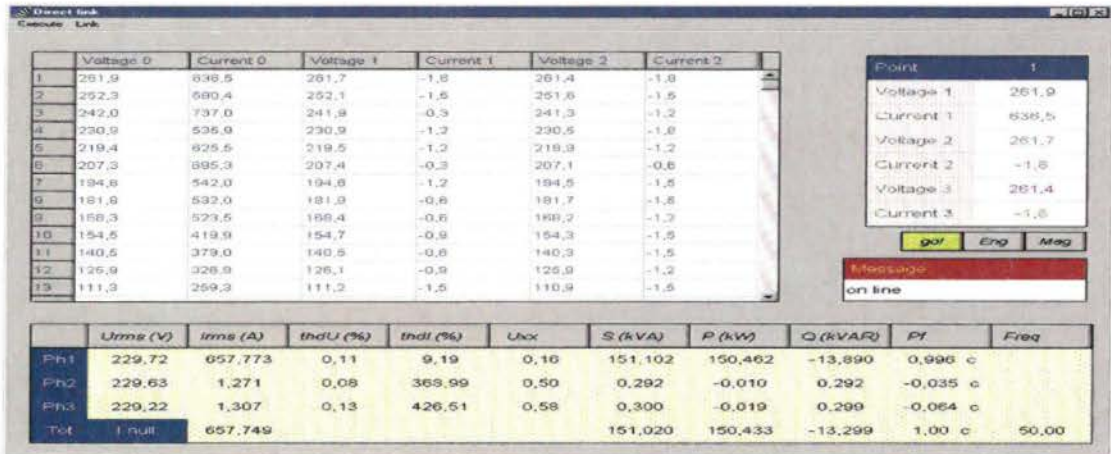 Direct link
Execute Link
Voltage 0 Current 0 Voltage 1 Current 1 Voltage 2 Current 2
1 261,9 636,5 261,7 -1,8 261,4 -1,8
2 252,3 580,4 252,1 -1,5 251,6 -1,5
3 242,0 737,0 241,9 -0,3 241,3 -1,2
4 230,9 535,9 230,9 -1,2 230,5 -1,8
5 219,4 625,5 219,5 -1,2 218,9 -1,2
6 207,3 695,3 207,4 -0,3 207,1 -0,6
7 194,8 542,0 194,8 -1,2 194,5 -1,5
8 181,8 532,0 181,9 -0,6 181,7 -1,5
9 168,3 523,5 168,4 -0,6 168,2 -1,2
10 154,5 419,9 154,7 -0,9 154,3 -1,5
11 140,5 379,0 140,5 -0,6 140,3 -1,5
12 125,9 328,9 126,1 -0,9 125,9 -1,2
13 111,3 259,3 111,2 -1,5 110,9 -1,5
Point 1
Voltage 1 261,9
Current 1 636,5
Voltage 2 261,7
Current 2 -1,8
Voltage 3 261,4
Current 3 -1,8
go! Eng Mag
Message
on line
Urms (V) Irms (A) thdU (%) thdI (%) Uxx S (kVA) P (kW) Q (kVAR) Pf Freq
Ph1 229,72 657,773 0,11 9,19 0,16 151,102 150,462 -13,890 0,996 c
Ph2 229,63 1,271 0,08 363,99 0,50 0,292 -0,010 0,292 -0,035 c
Ph3 229,22 1,307 0,13 426,51 0,58 0,300 -0,019 0,299 -0,064 c
Tot I null 657,749 151,020 150,433 -13,299 1,00 c 50,00